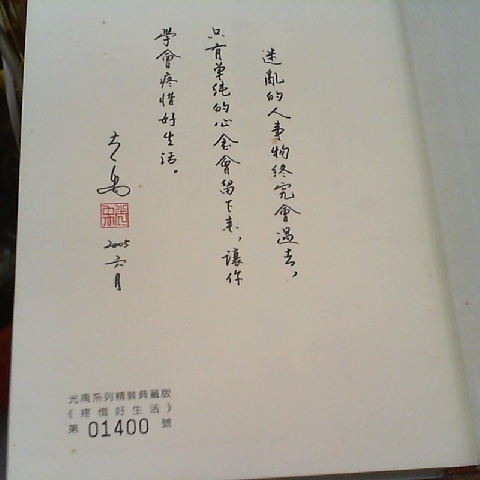 迷亂的人事物終究會過去，
只有單純的心念會留下來，讓你
學會疼惜好生活。
2005
六月
光禹系列精裝典藏版
《疼惜好生活》
第 01400 號